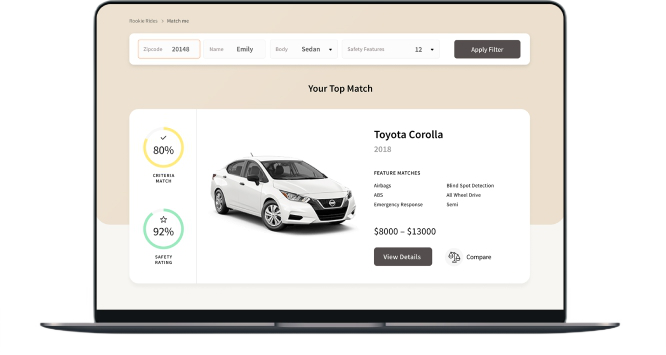 Rookie Rides > Match me
Zipcode 20148 Name Emily Body Sedan Safety Features 12 Apply Filter
Your Top Match
80%
CRITERIA
MATCH
92%
SAFETY
RATING
Toyota Corolla
2018
FEATURE MATCHES
Airbags Blind Spot Detection
ABS All Wheel Drive
Emergency Response Semi
$8000 – $13000
View Details Compare